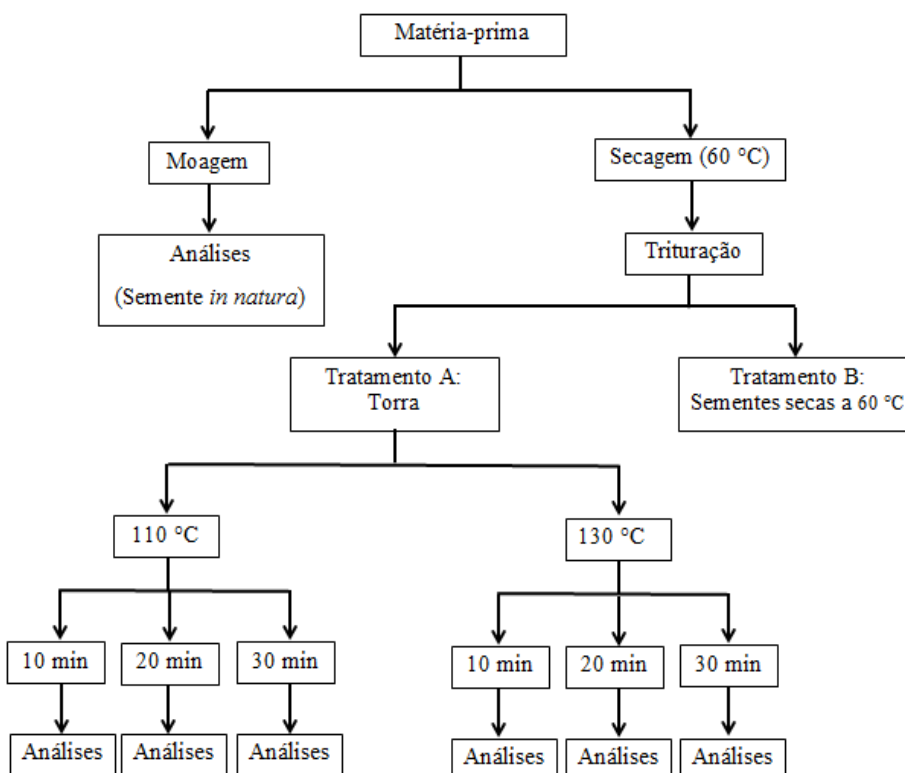 Matéria-prima
Moagem
Secagem (60 °C)
Análises
(Semente in natura)
Trituração
Tratamento A:
Torra
Tratamento B:
Sementes secas a 60 °C
110 °C
130 °C
10 min
20 min
30 min
10 min
20 min
30 min
Análises
Análises
Análises
Análises
Análises
Análises